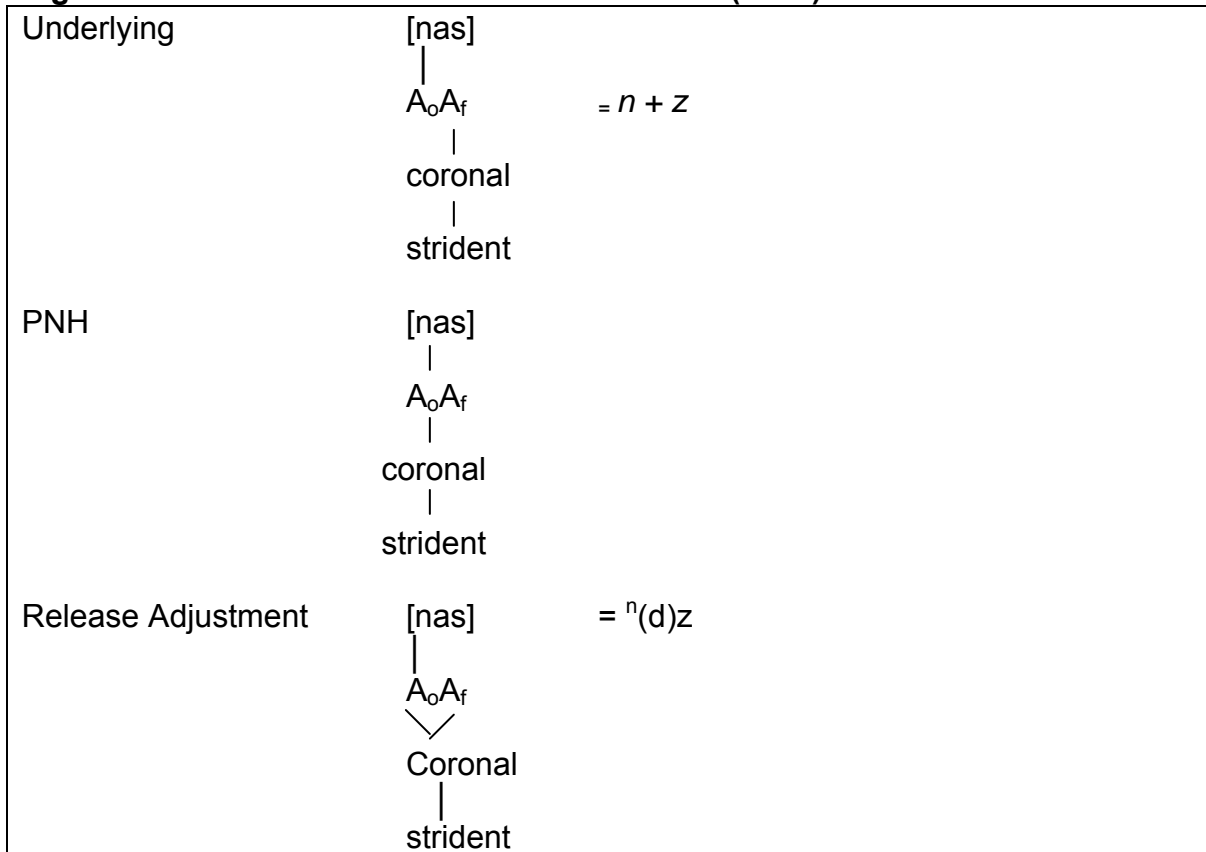 Underlying [nas]
AₒA_f = n + z
coronal
strident
PNH [nas]
AₒA_f
coronal
strident
Release Adjustment [nas] = ⁿ(d)z
AₒA_f
Coronal
strident